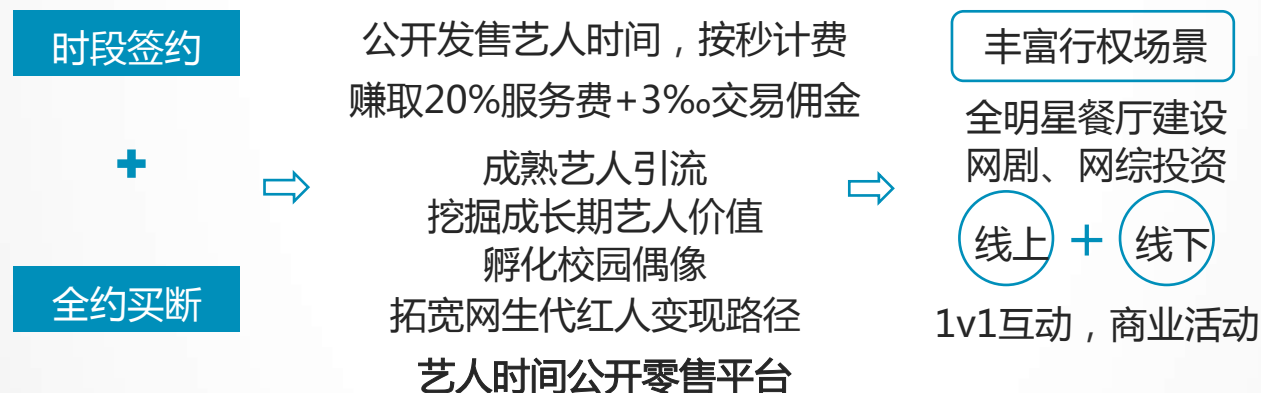 时段签约
+
全约买断
公开发售艺人时间，按秒计费
赚取20%服务费+3‰交易佣金
成熟艺人引流
挖掘成长期艺人价值
孵化校园偶像
拓宽网生代红人变现路径
艺人时间公开零售平台
丰富行权场景
全明星餐厅建设
网剧、网综投资
线上 + 线下
1v1互动，商业活动